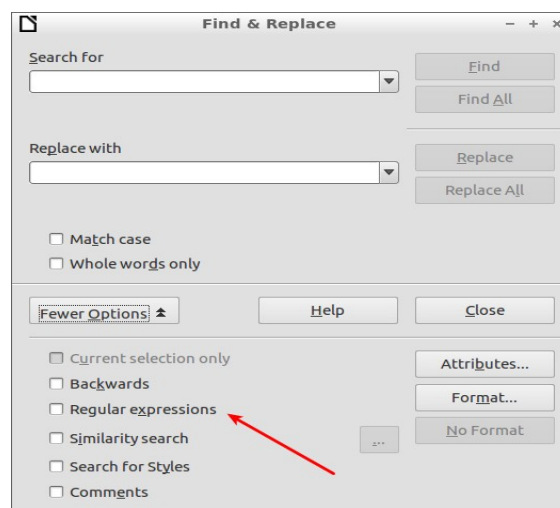 Find & Replace
Search for
Find
Find All
Replace with
Replace
Replace All
Match case
Whole words only
Fewer Options
Help
Close
Current selection only
Attributes...
Backwards
Format...
Regular expressions
No Format
Similarity search
...
Search for Styles
Comments